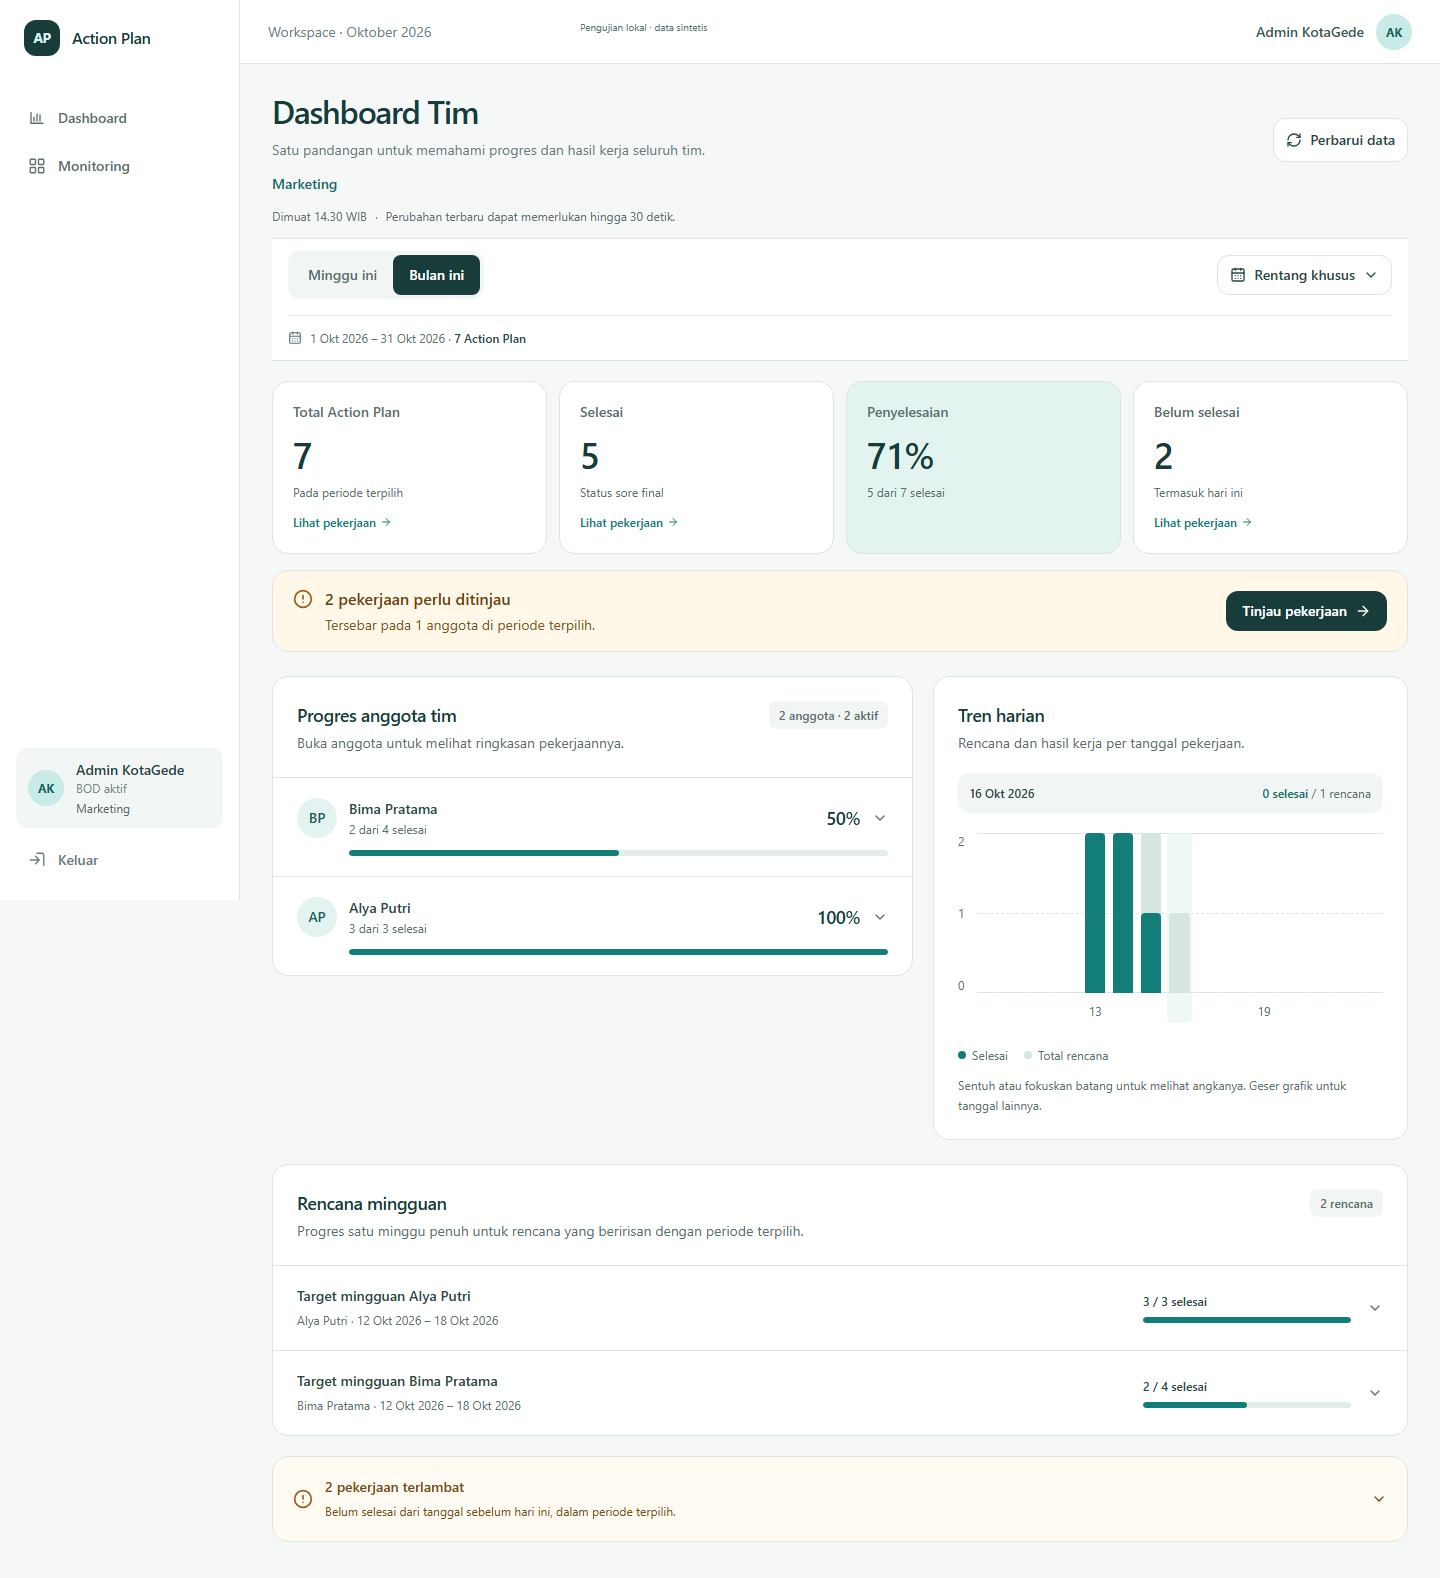 AP
Action Plan
Dashboard
Monitoring
Admin KotaGede
AK
BOD aktif
Marketing
Keluar
Workspace · Oktober 2026
Pengujian lokal · data sintetis
Admin KotaGede
AK
Dashboard Tim
Satu pandangan untuk memahami progres dan hasil kerja seluruh tim.
Marketing
Dimuat 14.30 WIB · Perubahan terbaru dapat memerlukan hingga 30 detik.
Perbarui data
Minggu ini
Bulan ini
Rentang khusus
1 Okt 2026 – 31 Okt 2026 · 7 Action Plan
Total Action Plan
7
Pada periode terpilih
Lihat pekerjaan →
Selesai
5
Status sore final
Lihat pekerjaan →
Penyelesaian
71%
5 dari 7 selesai
Belum selesai
2
Termasuk hari ini
Lihat pekerjaan →
2 pekerjaan perlu ditinjau
Tersebar pada 1 anggota di periode terpilih.
Tinjau pekerjaan →
Progres anggota tim
2 anggota · 2 aktif
Buka anggota untuk melihat ringkasan pekerjaannya.
BP
Bima Pratama
2 dari 4 selesai
50%
AP
Alya Putri
3 dari 3 selesai
100%
Tren harian
Rencana dan hasil kerja per tanggal pekerjaan.
16 Okt 2026
0 selesai / 1 rencana
2
1
0
13
19
Selesai
Total rencana
Sentuh atau fokuskan batang untuk melihat angkanya. Geser grafik untuk
tanggal lainnya.
Rencana mingguan
2 rencana
Progres satu minggu penuh untuk rencana yang beririsan dengan periode terpilih.
Target mingguan Alya Putri
Alya Putri · 12 Okt 2026 – 18 Okt 2026
3 / 3 selesai
Target mingguan Bima Pratama
Bima Pratama · 12 Okt 2026 – 18 Okt 2026
2 / 4 selesai
2 pekerjaan terlambat
Belum selesai dari tanggal sebelum hari ini, dalam periode terpilih.